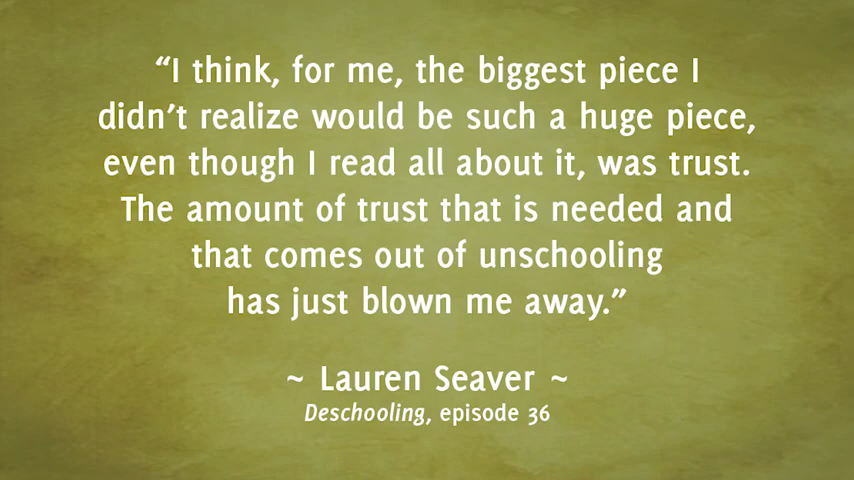 “I think, for me, the biggest piece I
didn’t realize would be such a huge piece,
even though I read all about it, was trust.
The amount of trust that is needed and
that comes out of unschooling
has just blown me away.”
~ Lauren Seaver ~
Deschooling, episode 36